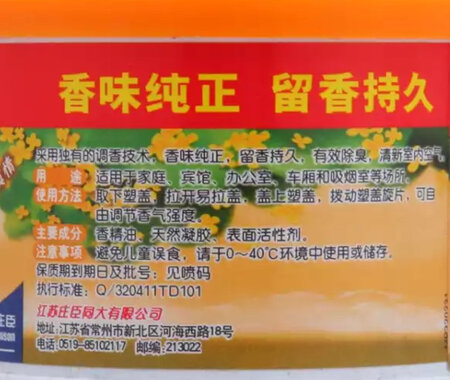 香味纯正 留香持久
采用独有的调香技术，香味纯正，留香持久，有效除臭，清新室内空气。
用 途：适用于家庭、宾馆、办公室、车厢和吸烟室等场所。
使用方法：取下塑盖，拉开易拉盖，盖上塑盖，拨动塑盖旋片，可自
由调节香气强度。
主要成分：香精油、天然凝胶、表面活性剂。
注意事项：避免儿童误食，请于0～40℃环境中使用或储存。
保质期到期日及批号：见喷码
执行标准：Q/320411TD101
江苏庄臣同大有限公司
地址:江苏省常州市新北区河海西路18号
电话:0519-85102117 邮编:213022
庄臣